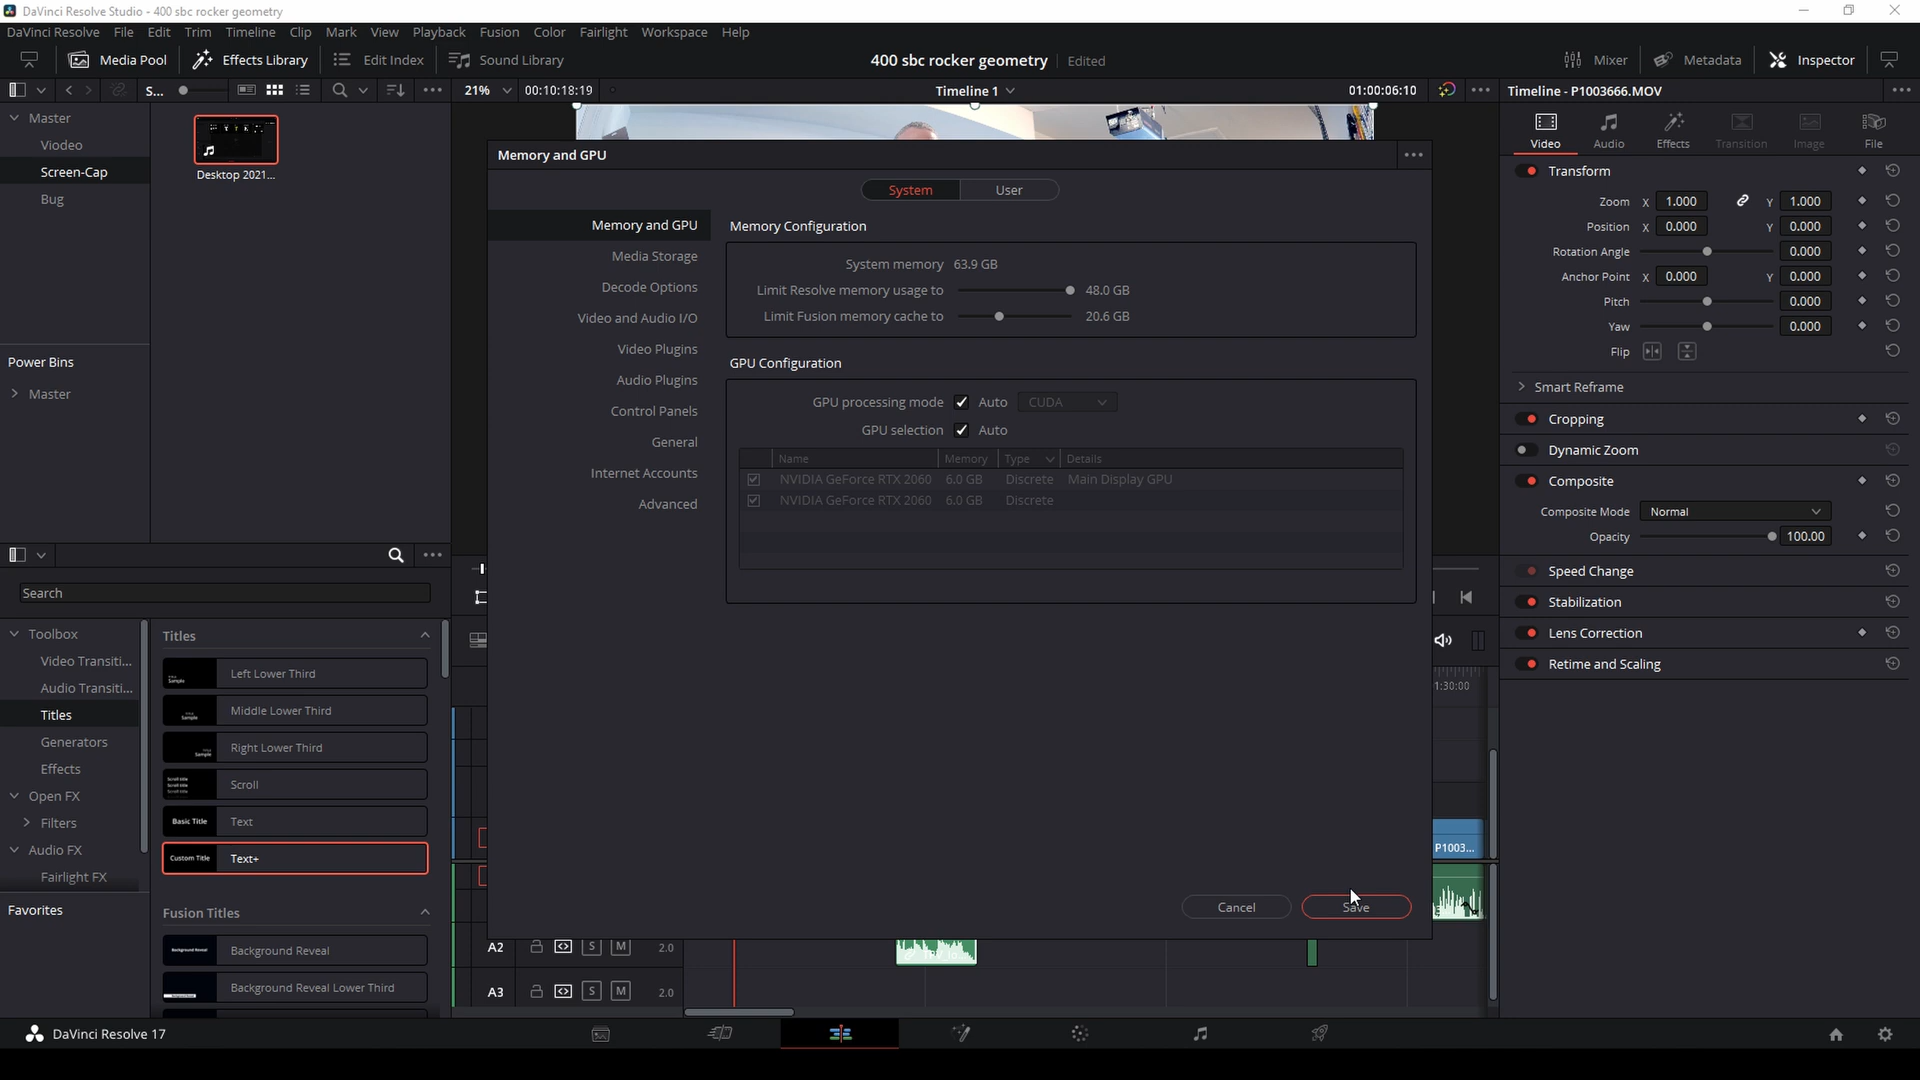 DaVinci Resolve Studio - 400 sbc rocker geometry
DaVinci Resolve File Edit Trim Timeline Clip Mark View Playback Fusion Color Fairlight Workspace Help
Media Pool Effects Library Edit Index Sound Library 400 sbc rocker geometry Edited Mixer Metadata Inspector
S... 21% 00:10:18:19 Timeline 1 01:00:06:10 Timeline - P1003666.MOV
Master
Viodeo
Screen-Cap
Bug
Desktop 2021...
Power Bins
Master
Search
Toolbox
Video Transiti...
Audio Transiti...
Titles
Generators
Effects
Open FX
Filters
Audio FX
Fairlight FX
Favorites
Titles
Left Lower Third
Middle Lower Third
Right Lower Third
Scroll
Basic Title Text
Custom Title Text+
Fusion Titles
Background Reveal Background Reveal
Background Reveal Lower Third
Memory and GPU
System User
Memory and GPU
Media Storage
Decode Options
Video and Audio I/O
Video Plugins
Audio Plugins
Control Panels
General
Internet Accounts
Advanced
Memory Configuration
System memory 63.9 GB
Limit Resolve memory usage to 48.0 GB
Limit Fusion memory cache to 20.6 GB
GPU Configuration
GPU processing mode Auto CUDA
GPU selection Auto
Name Memory Type Details
NVIDIA GeForce RTX 2060 6.0 GB Discrete Main Display GPU
NVIDIA GeForce RTX 2060 6.0 GB Discrete
Cancel Save
1:30:00
P1003...
A2 S M 2.0
A3 S M 2.0
Video Audio Effects Transition Image File
Transform
Zoom X 1.000 Y 1.000
Position X 0.000 Y 0.000
Rotation Angle 0.000
Anchor Point X 0.000 Y 0.000
Pitch 0.000
Yaw 0.000
Flip
Smart Reframe
Cropping
Dynamic Zoom
Composite
Composite Mode Normal
Opacity 100.00
Speed Change
Stabilization
Lens Correction
Retime and Scaling
DaVinci Resolve 17